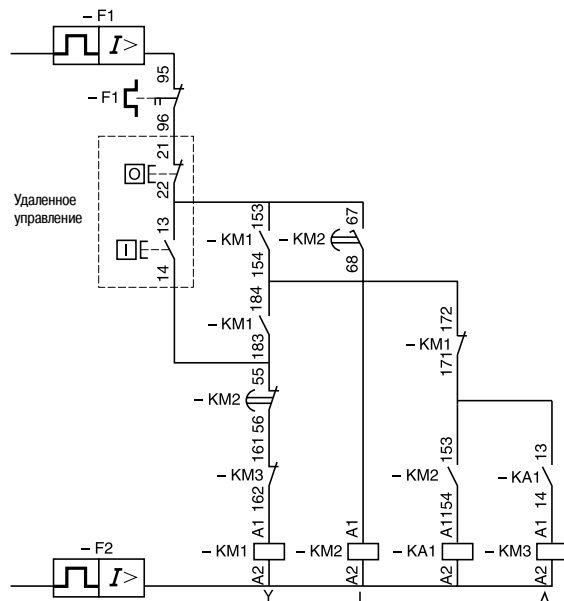 – F1
I >
95
– F1
96
21
O
22
Удаленное
управление
13
I
14
153
– KM1
154
67
– KM2
68
184
– KM1
183
172
– KM1
171
55
– KM2
56
161
– KM3
162
153
– KM2
154
13
– KA1
14
A1
– KM1
A2
A1
– KM2
A2
A1
– KA1
A2
A1
– KM3
A2
– F2
I >
Y
L
Δ